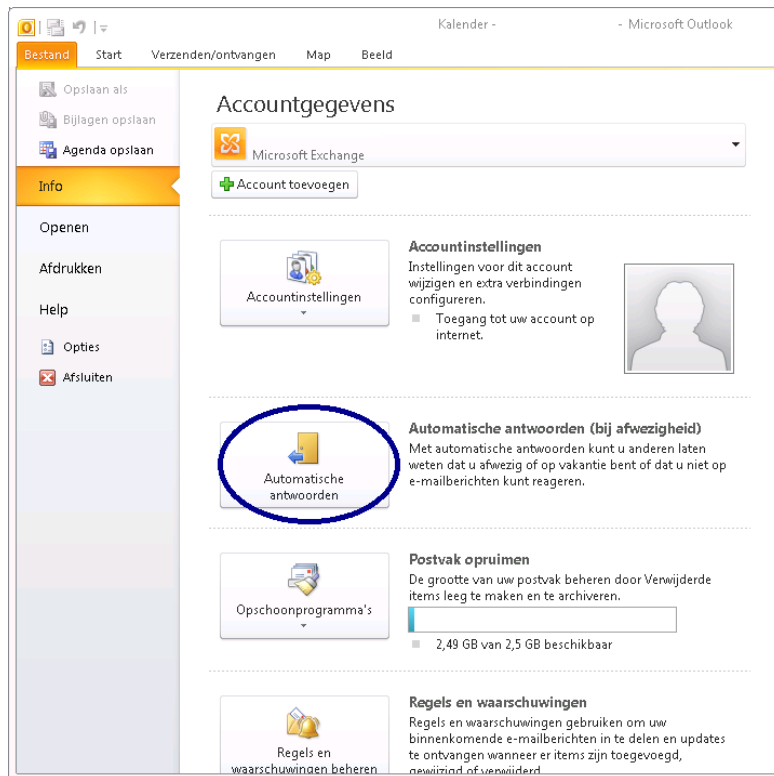 Kalender - - Microsoft Outlook
Bestand Start Verzenden/ontvangen Map Beeld
Opslaan als
Bijlagen opslaan
Agenda opslaan
Info
Openen
Afdrukken
Help
Opties
Afsluiten
Accountgegevens
Microsoft Exchange
Account toevoegen
Accountinstellingen
Accountinstellingen
Instellingen voor dit account
wijzigen en extra verbindingen
configureren.
Toegang tot uw account op
internet.
Automatische
antwoorden
Automatische antwoorden (bij afwezigheid)
Met automatische antwoorden kunt u anderen laten
weten dat u afwezig of op vakantie bent of dat u niet op
e-mailberichten kunt reageren.
Opschoonprogramma's
Postvak opruimen
De grootte van uw postvak beheren door Verwijderde
items leeg te maken en te archiveren.
2,49 GB van 2,5 GB beschikbaar
Regels en
waarschuwingen beheren
Regels en waarschuwingen
Regels en waarschuwingen gebruiken om uw
binnenkomende e-mailberichten in te delen en updates
te ontvangen wanneer er items zijn toegevoegd,
gewijzigd of verwijderd.